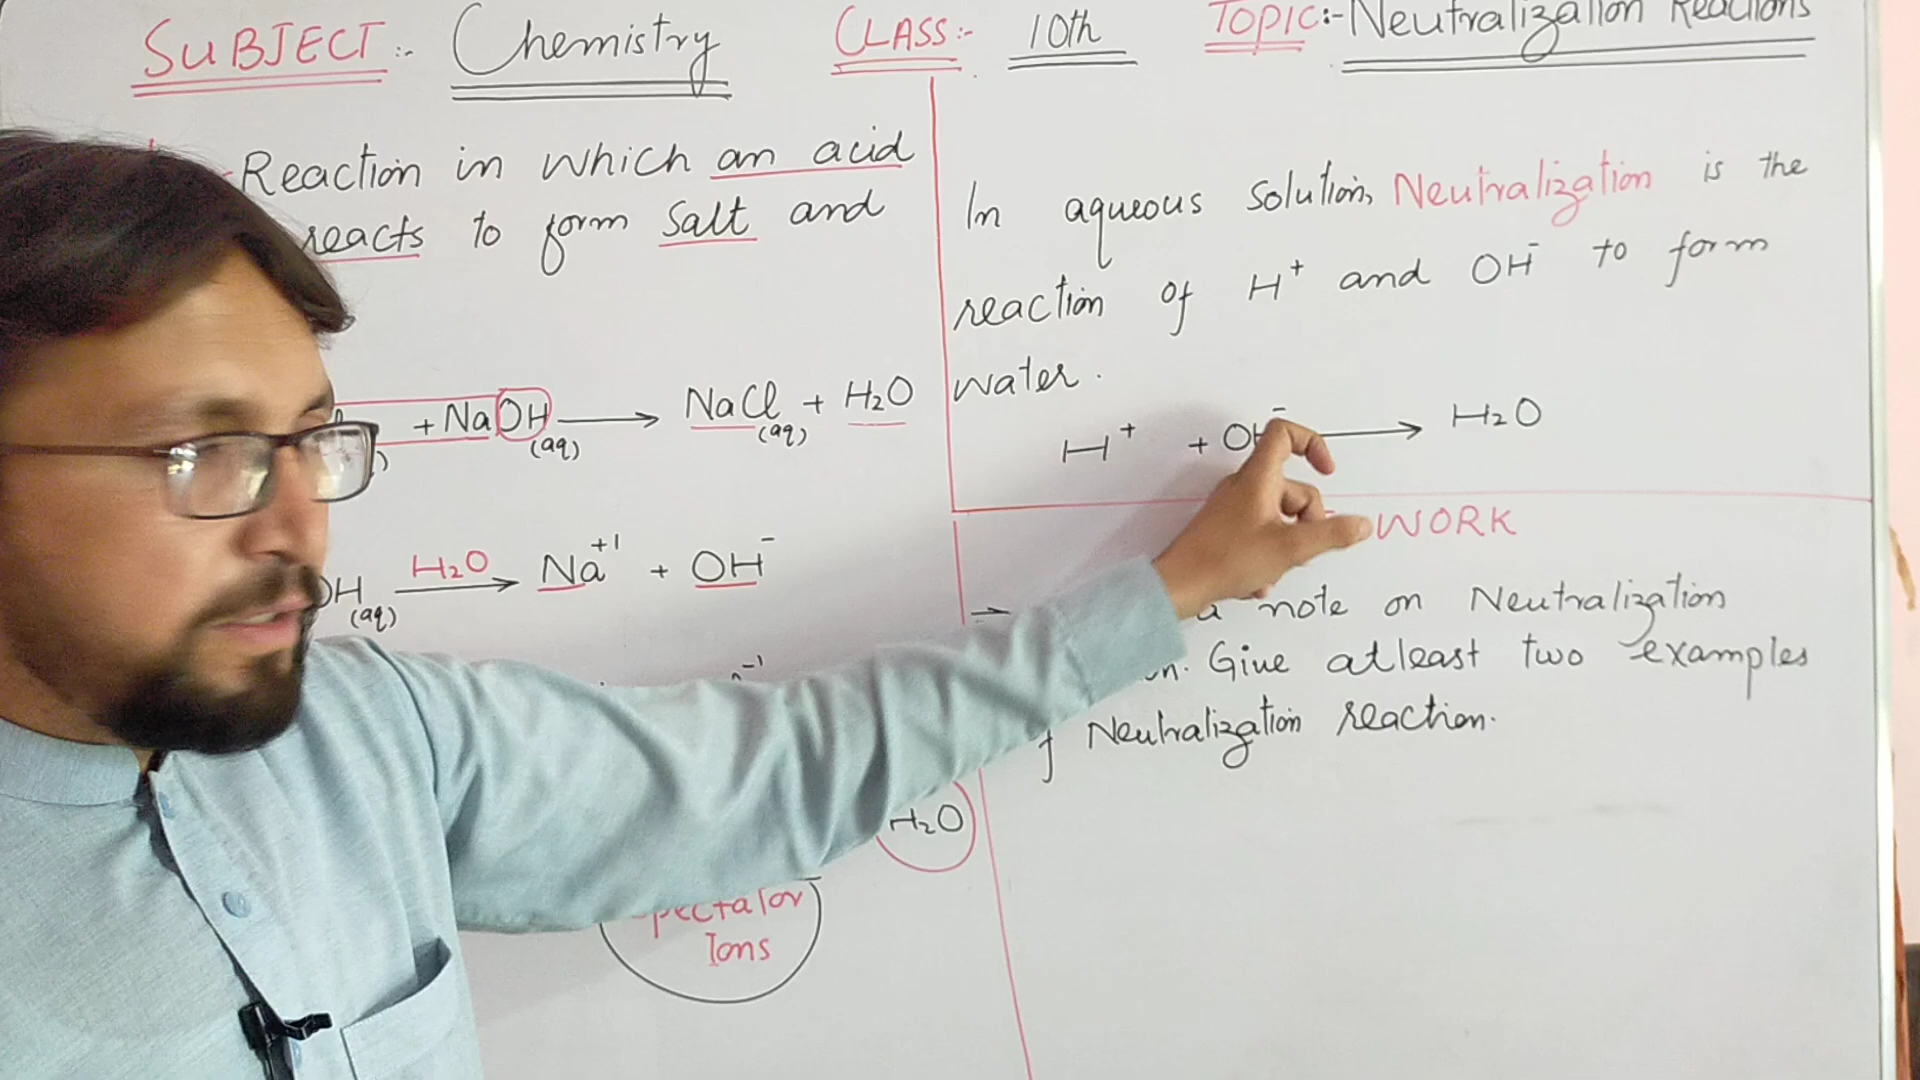 SUBJECT:- Chemistry CLASS:- 10th TOPIC:- Neutralization Reactions
Reaction in which an acid
reacts to form Salt and
+ NaOH (aq) → NaCl (aq) + H₂O
OH (aq) H₂O → Na⁺¹ + OH⁻
-1
H₂O
Ions
In aqueous solution, Neutralization is the
reaction of H⁺ and OH⁻ to form
water.
H⁺ + OH⁻ → H₂O
WORK
→ a note on Neutralization
Give atleast two examples
Neutralization reaction.